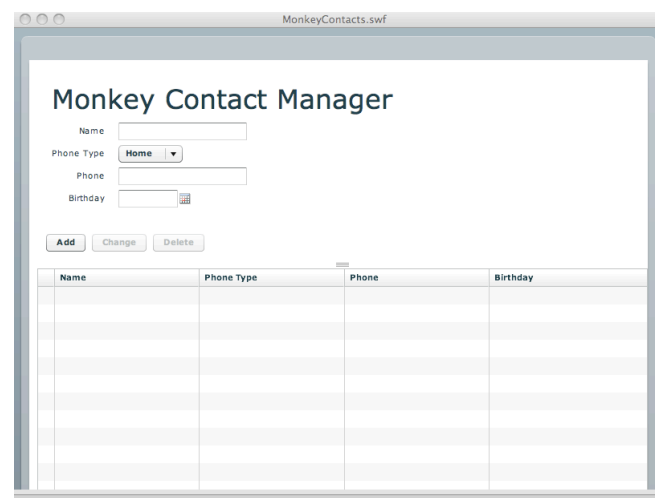 MonkeyContacts.swf
Monkey Contact Manager
Name
Phone Type Home
Phone
Birthday
Add Change Delete
Name Phone Type Phone Birthday